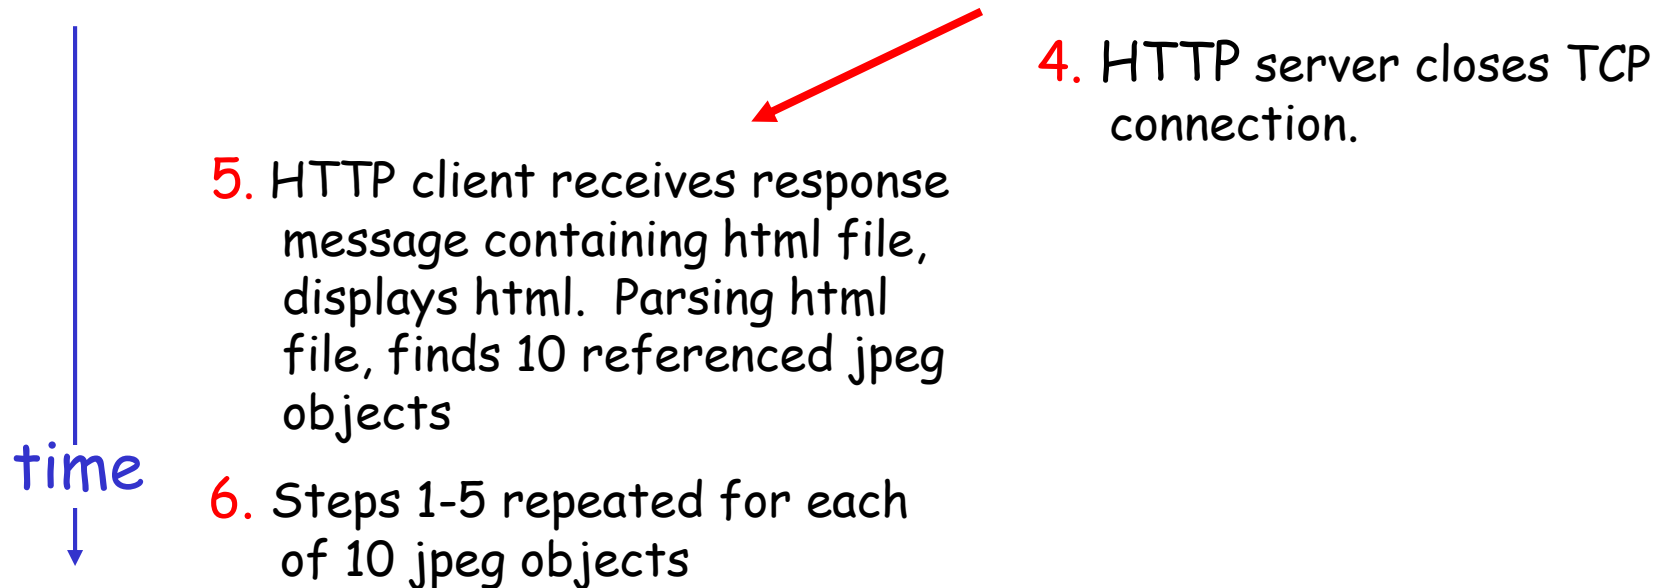 4. HTTP server closes TCP
connection.
5. HTTP client receives response
message containing html file,
displays html.  Parsing html
file, finds 10 referenced jpeg
objects
time
6. Steps 1-5 repeated for each
of 10 jpeg objects